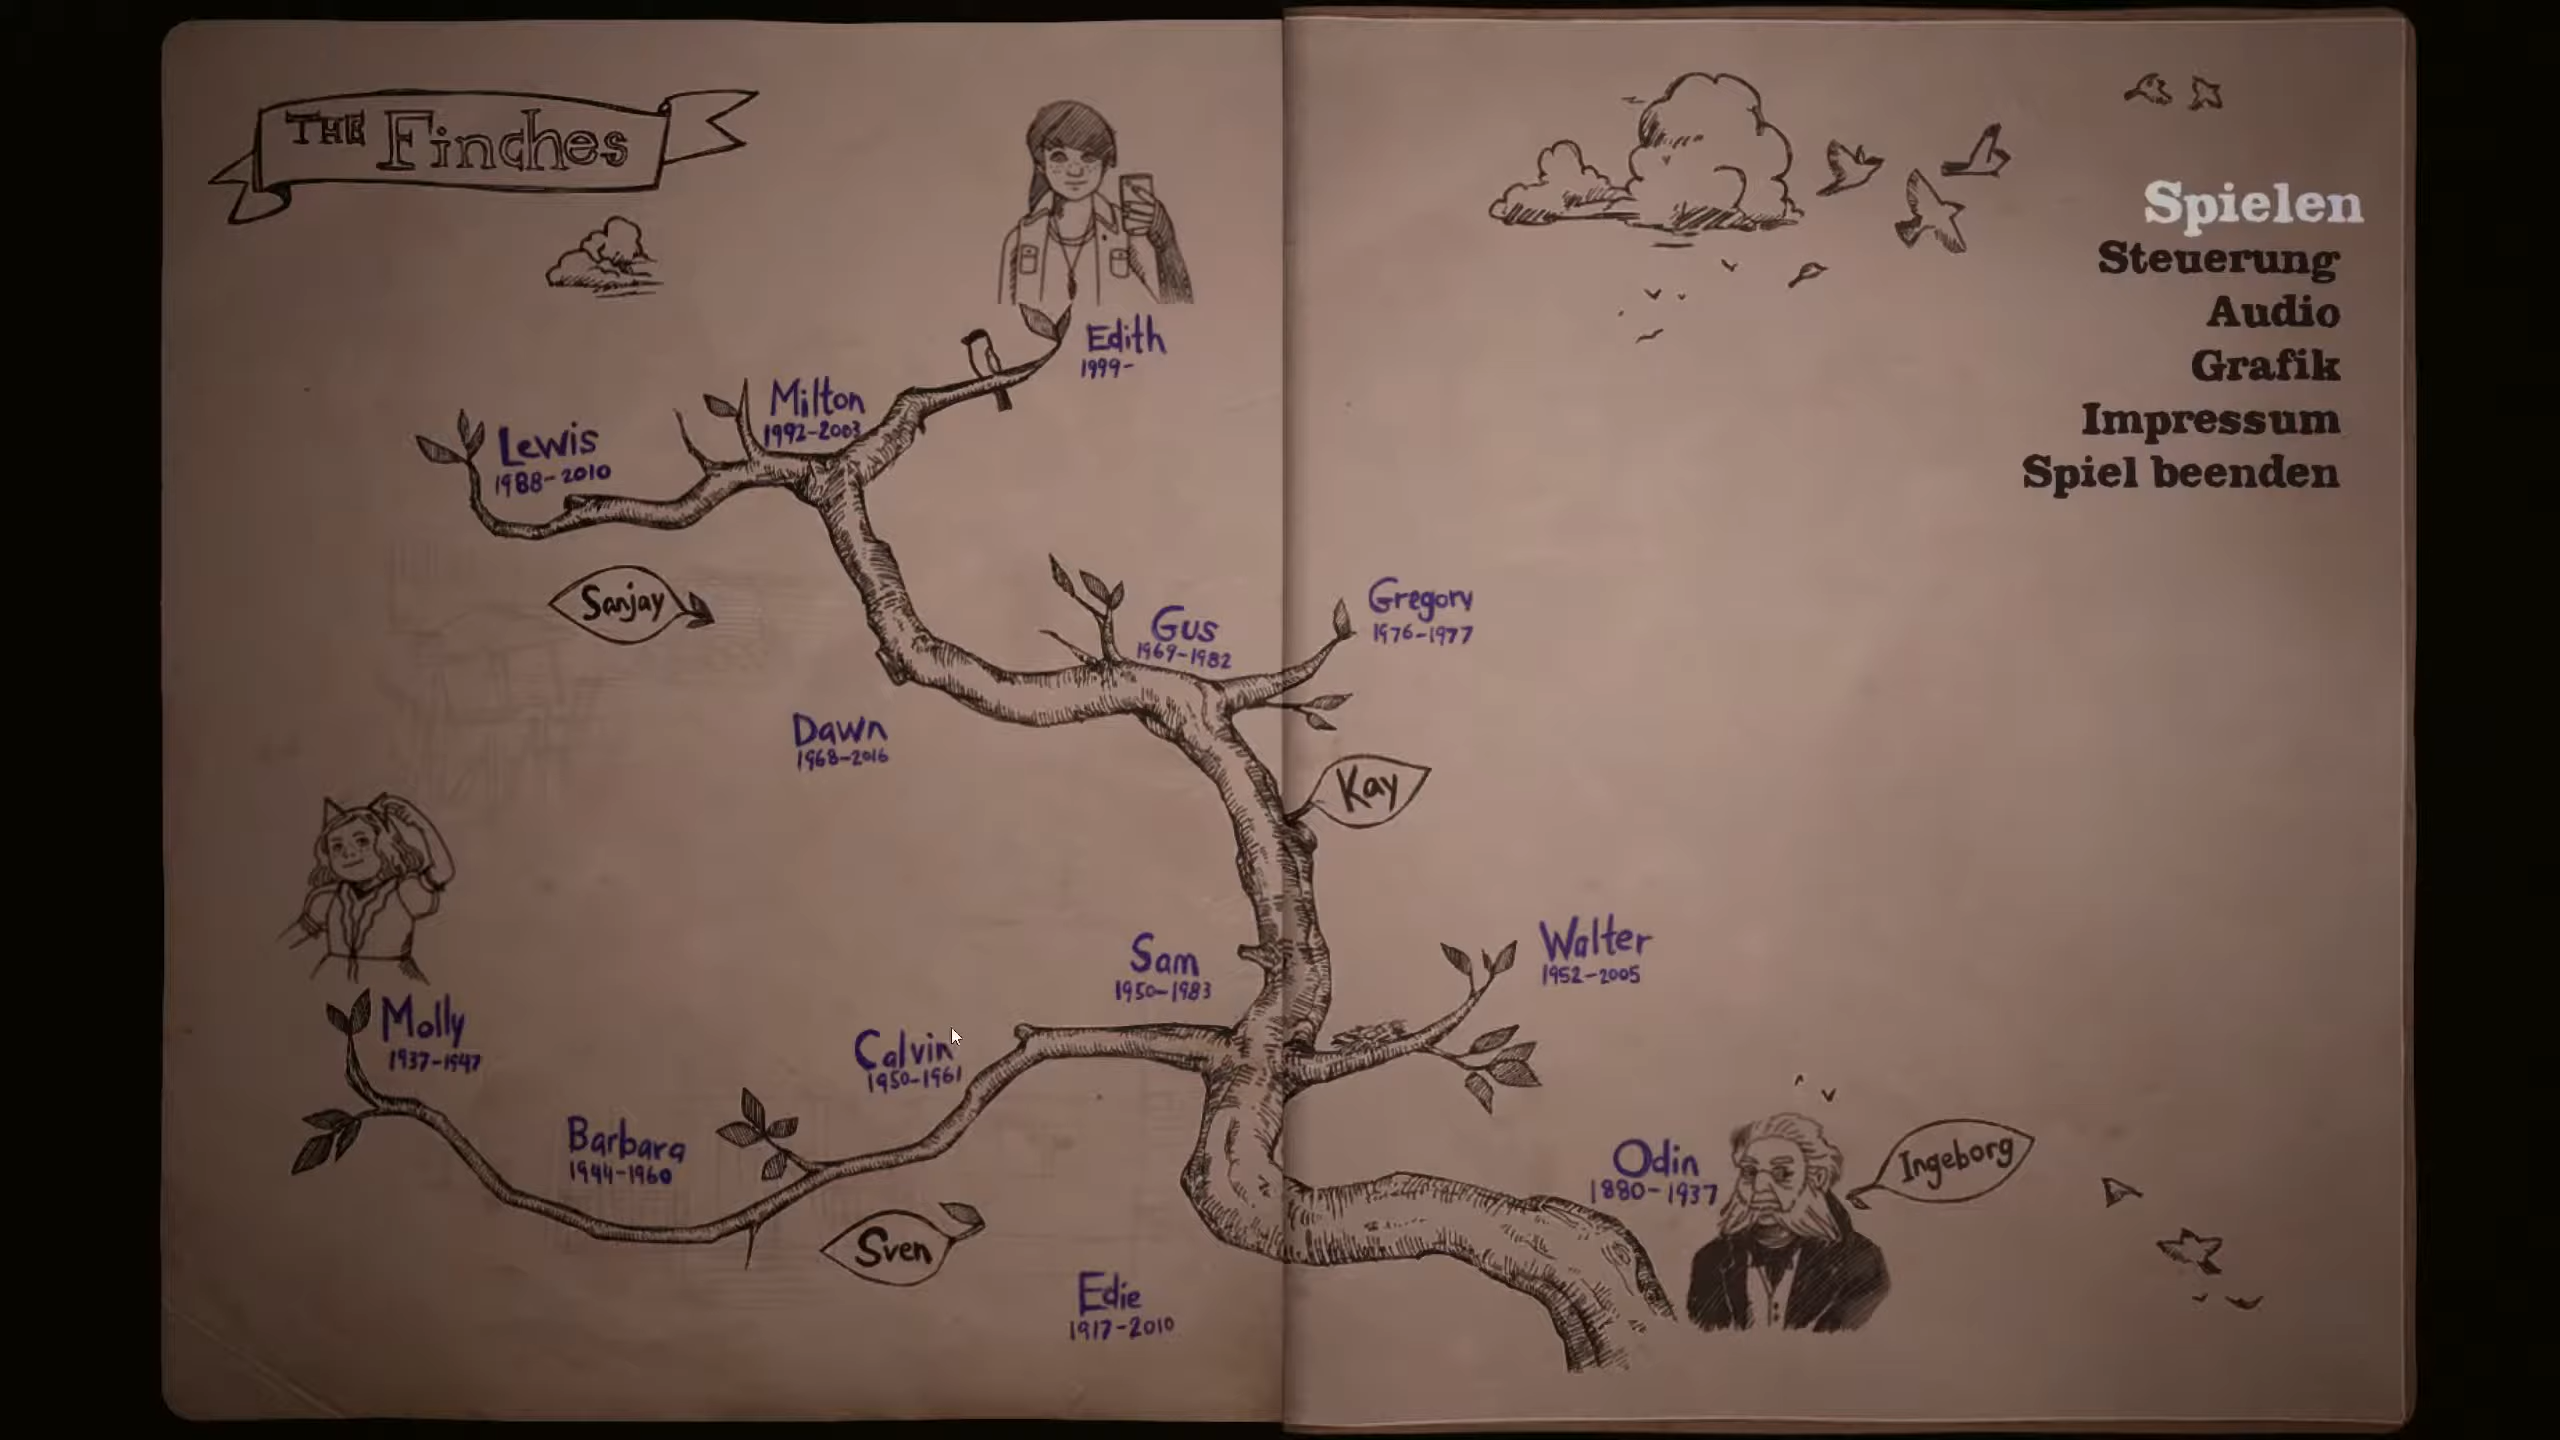 THE Finches
Edith
1999-
Milton
1992-2003
Lewis
1988-2010
Sanjay
Gus
1969-1982
Gregory
1976-1977
Dawn
1968-2016
Kay
Sam
1950-1983
Walter
1952-2005
Molly
1937-1947
Calvin
1950-1961
Barbara
1944-1960
Sven
Odin
1880-1937
Ingeborg
Edie
1917-2010
Spielen
Steuerung
Audio
Grafik
Impressum
Spiel beenden